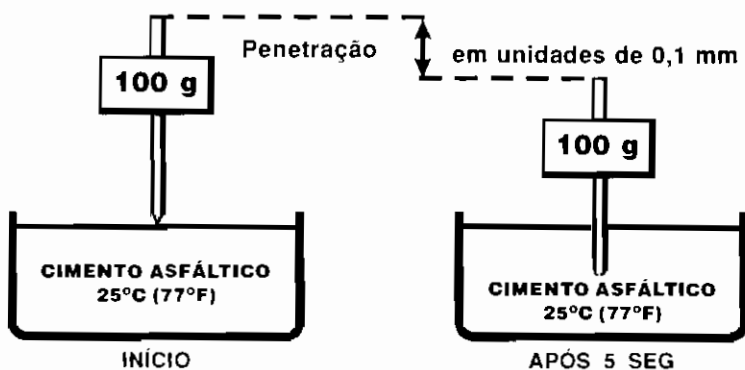 Penetração
em unidades de 0,1 mm
100 g
100 g
CIMENTO ASFÁLTICO
25°C (77°F)
CIMENTO ASFÁLTICO
25°C (77°F)
INÍCIO
APÓS 5 SEG